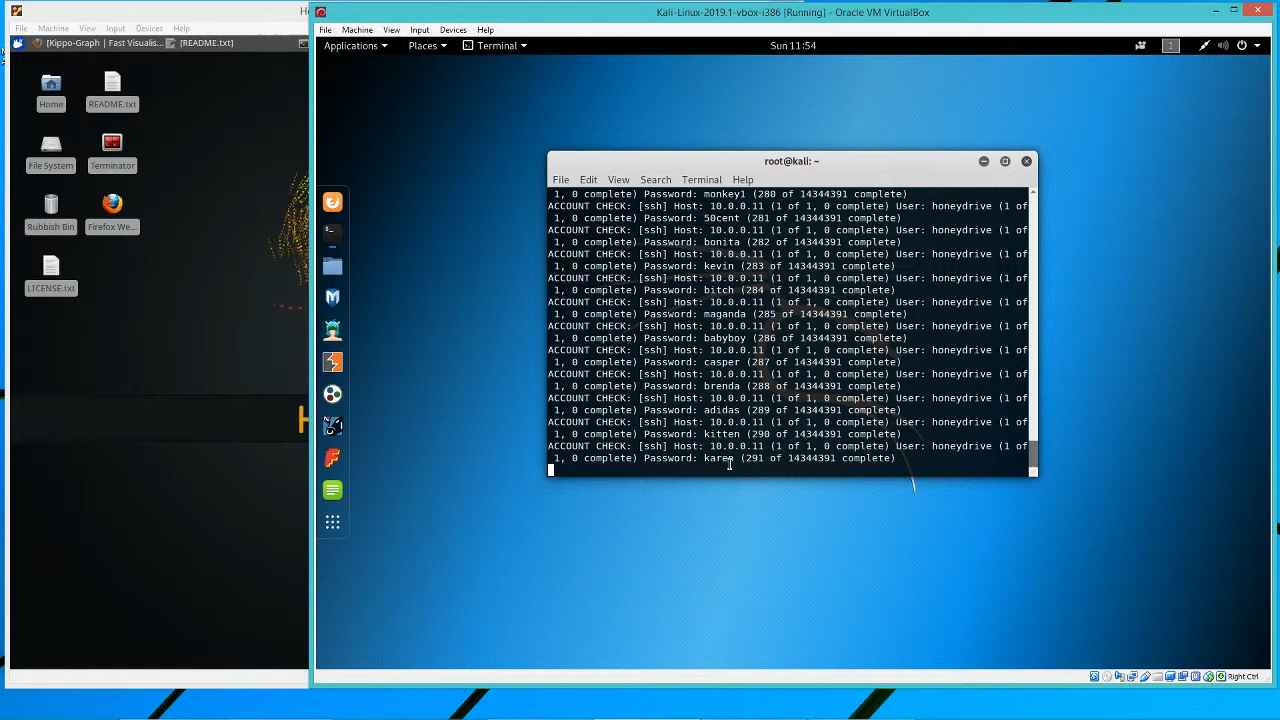 Kali-Linux-2019.1-vbox-i386 [Running] - Oracle VM VirtualBox
File Machine View Input Devices Help
File Machine View Input Devices Help
[Kippo-Graph | Fast Visualis... [README.txt]
Applications Places Terminal Sun 11:54 1
Home README.txt
File System Terminator
Rubbish Bin Firefox We...
LICENSE.txt
root@kali: ~
File Edit View Search Terminal Help
1, 0 complete) Password: monkey1 (280 of 14344391 complete)
ACCOUNT CHECK: [ssh] Host: 10.0.0.11 (1 of 1, 0 complete) User: honeydrive (1 of
1, 0 complete) Password: 50cent (281 of 14344391 complete)
ACCOUNT CHECK: [ssh] Host: 10.0.0.11 (1 of 1, 0 complete) User: honeydrive (1 of
1, 0 complete) Password: bonita (282 of 14344391 complete)
ACCOUNT CHECK: [ssh] Host: 10.0.0.11 (1 of 1, 0 complete) User: honeydrive (1 of
1, 0 complete) Password: kevin (283 of 14344391 complete)
ACCOUNT CHECK: [ssh] Host: 10.0.0.11 (1 of 1, 0 complete) User: honeydrive (1 of
1, 0 complete) Password: bitch (284 of 14344391 complete)
ACCOUNT CHECK: [ssh] Host: 10.0.0.11 (1 of 1, 0 complete) User: honeydrive (1 of
1, 0 complete) Password: maganda (285 of 14344391 complete)
ACCOUNT CHECK: [ssh] Host: 10.0.0.11 (1 of 1, 0 complete) User: honeydrive (1 of
1, 0 complete) Password: babyboy (286 of 14344391 complete)
ACCOUNT CHECK: [ssh] Host: 10.0.0.11 (1 of 1, 0 complete) User: honeydrive (1 of
1, 0 complete) Password: casper (287 of 14344391 complete)
ACCOUNT CHECK: [ssh] Host: 10.0.0.11 (1 of 1, 0 complete) User: honeydrive (1 of
1, 0 complete) Password: brenda (288 of 14344391 complete)
ACCOUNT CHECK: [ssh] Host: 10.0.0.11 (1 of 1, 0 complete) User: honeydrive (1 of
1, 0 complete) Password: adidas (289 of 14344391 complete)
ACCOUNT CHECK: [ssh] Host: 10.0.0.11 (1 of 1, 0 complete) User: honeydrive (1 of
1, 0 complete) Password: kitten (290 of 14344391 complete)
ACCOUNT CHECK: [ssh] Host: 10.0.0.11 (1 of 1, 0 complete) User: honeydrive (1 of
1, 0 complete) Password: karen (291 of 14344391 complete)
Right Ctrl